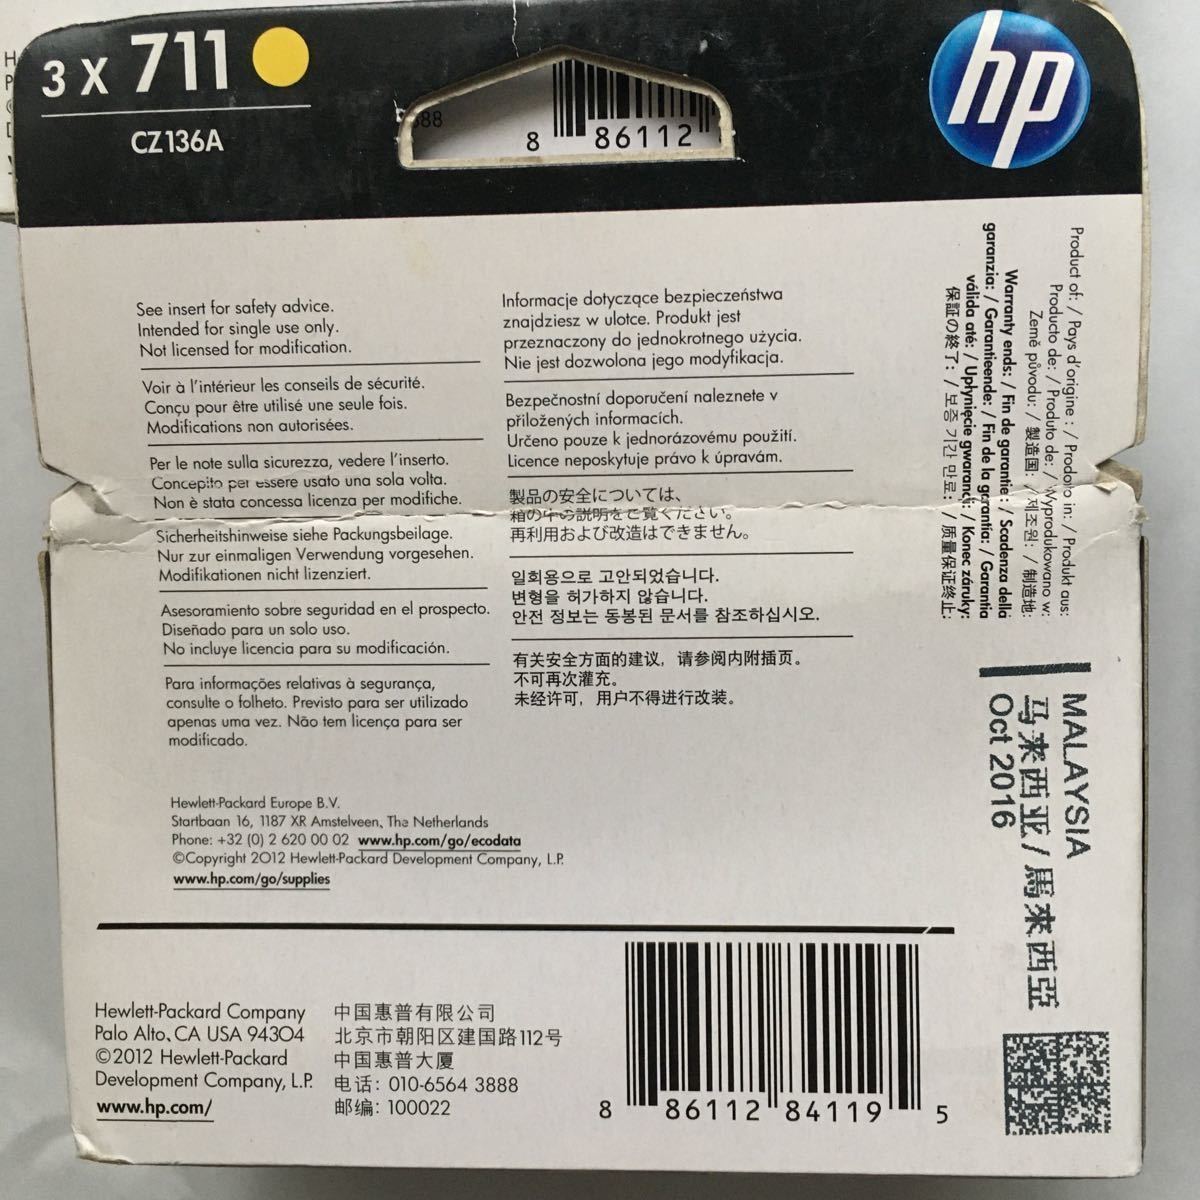 3 X 711
CZ136A
hp
888
8 86112
See insert for safety advice.
Intended for single use only.
Not licensed for modification.
Voir à l'intérieur les conseils de sécurité.
Conçu pour être utilisé une seule fois.
Modifications non autorisées.
Per le note sulla sicurezza, vedere l'inserto.
Concepito per essere usato una sola volta.
Non è stata concessa licenza per modifiche.
Sicherheitshinweise siehe Packungsbeilage.
Nur zur einmaligen Verwendung vorgesehen.
Modifikationen nicht lizenziert.
Asesoramiento sobre seguridad en el prospecto.
Diseñado para un solo uso.
No incluye licencia para su modificación.
Para informações relativas à segurança,
consulte o folheto. Previsto para ser utilizado
apenas uma vez. Não tem licença para ser
modificado.
Informacje dotyczące bezpieczeństwa
znajdziesz w ulotce. Produkt jest
przeznaczony do jednokrotnego użycia.
Nie jest dozwolona jego modyfikacja.
Bezpečnostní doporučení naleznete v
přiložených informacích.
Určeno pouze k jednorázovému použití.
Licence neposkytuje právo k úpravám.
製品の安全については、
箱の中の説明をご覧ください。
再利用および改造はできません。
일회용으로 고안되었습니다.
변형을 허가하지 않습니다.
안전 정보는 동봉된 문서를 참조하십시오.
有关安全方面的建议，请参阅内附插页。
不可再次灌充。
未经许可，用户不得进行改装。
Product of: / Pays d'origine : / Prodotto in: / Produkt aus:
Producto de: / Produto de: / Wyprodukowano w:
Země původu: / 製造国: / 제조원: / 制造地:
Warranty ends: / Fin de garantie : / Scadenza della
garanzia: / Garantieende: / Fin de la garantía: / Garantia
válida até: / Upłynięcie gwarancji: / Konec záruky:
保証の終了: / 보증 기간 만료: / 质量保证终止:
MALAYSIA
马来西亚 / 馬來西亞
Oct 2016
Hewlett-Packard Europe B.V.
Startbaan 16, 1187 XR Amstelveen, The Netherlands
Phone: +32 (0) 2 620 00 02 www.hp.com/go/ecodata
©Copyright 2012 Hewlett-Packard Development Company, L.P.
www.hp.com/go/supplies
Hewlett-Packard Company
Palo Alto, CA USA 94304
©2012 Hewlett-Packard
Development Company, L.P.
www.hp.com/
中国惠普有限公司
北京市朝阳区建国路112号
中国惠普大厦
电话: 010-6564 3888
邮编: 100022
8 86112 84119 5